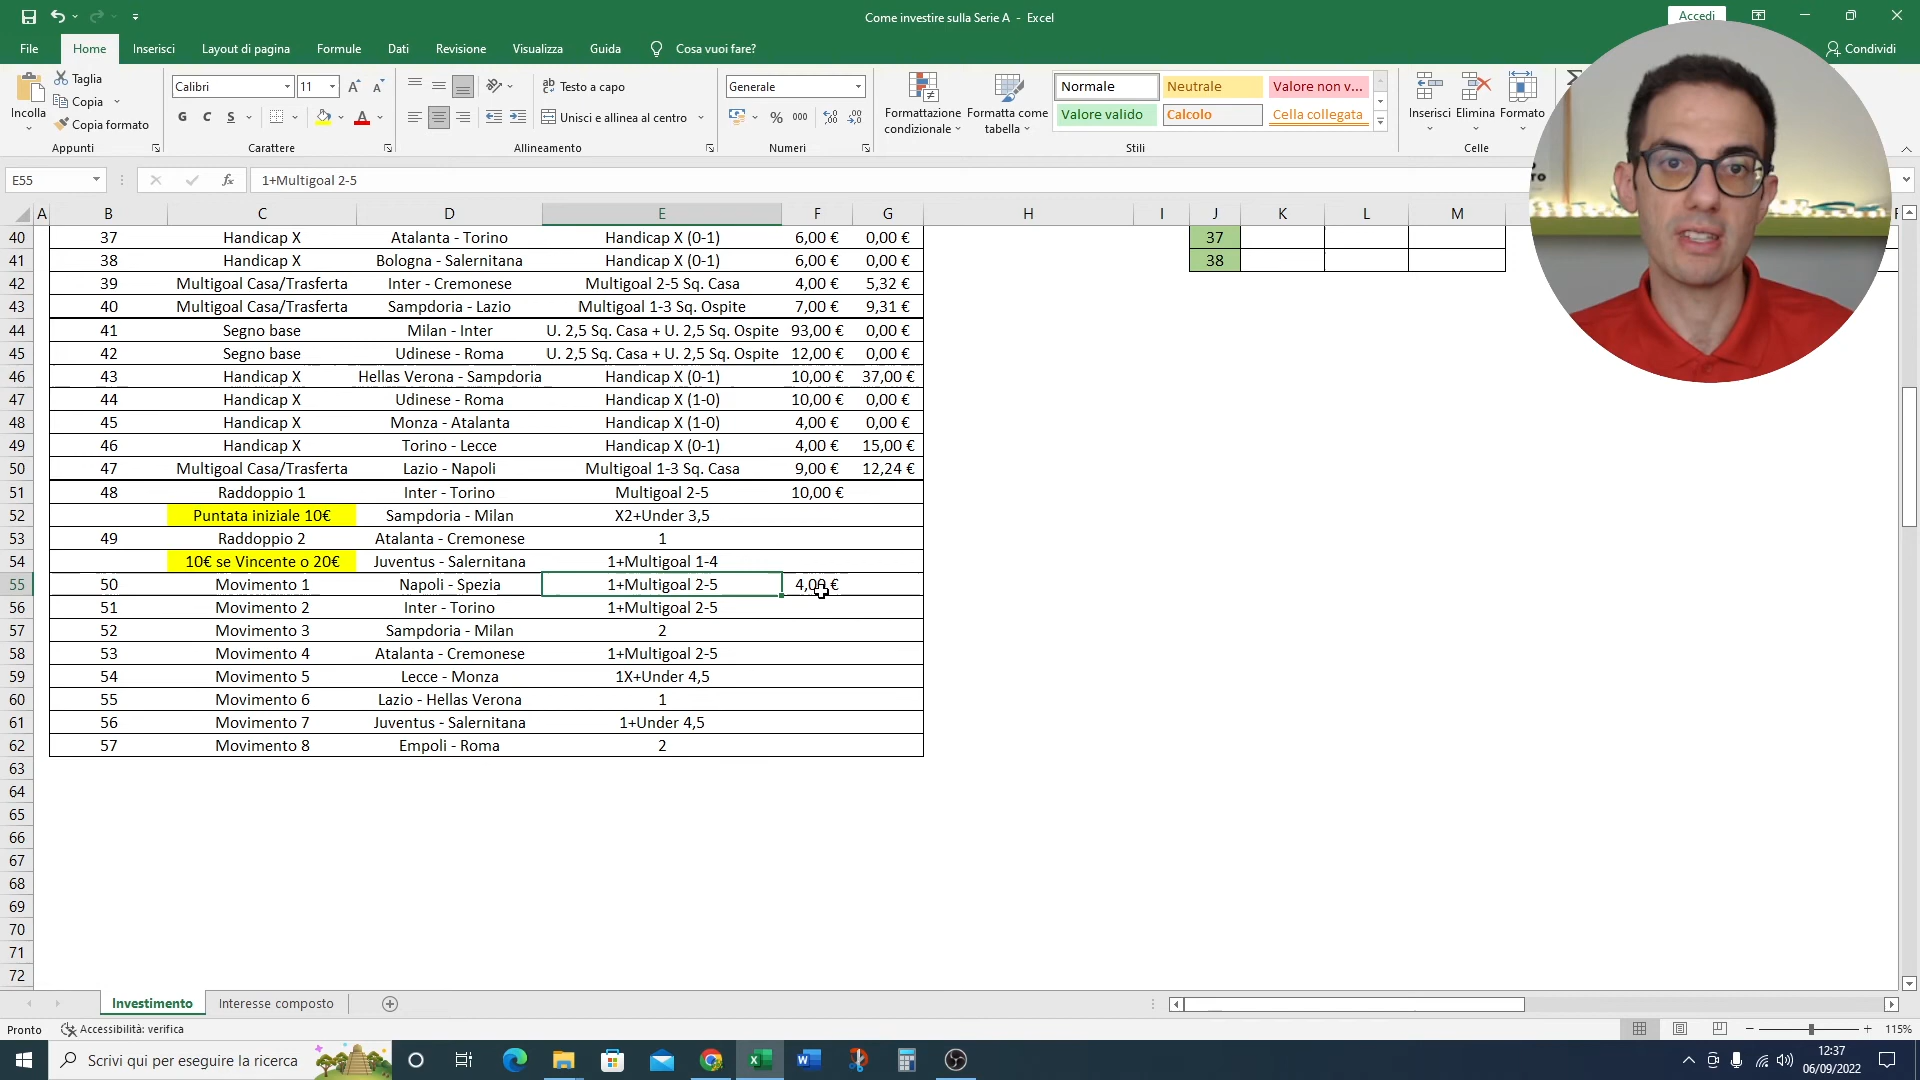 Come investire sulla Serie A - Excel
Accedi
File Home Inserisci Layout di pagina Formule Dati Revisione Visualizza Guida Cosa vuoi fare? Condividi
Incolla
Taglia
Copia
Copia formato
Appunti
Calibri 11
G C S
Carattere
Testo a capo
Unisci e allinea al centro
Allineamento
Generale
% 000
Numeri
Formattazione condizionale
Formatta come tabella
Normale Neutrale Valore non v...
Valore valido Calcolo Cella collegata
Stili
Inserisci Elimina Formato
Celle
E55 fx 1+Multigoal 2-5
A B C D E F G H I J K L M
40 37 Handicap X Atalanta - Torino Handicap X (0-1) 6,00 € 0,00 € 37
41 38 Handicap X Bologna - Salernitana Handicap X (0-1) 6,00 € 0,00 € 38
42 39 Multigoal Casa/Trasferta Inter - Cremonese Multigoal 2-5 Sq. Casa 4,00 € 5,32 €
43 40 Multigoal Casa/Trasferta Sampdoria - Lazio Multigoal 1-3 Sq. Ospite 7,00 € 9,31 €
44 41 Segno base Milan - Inter U. 2,5 Sq. Casa + U. 2,5 Sq. Ospite 93,00 € 0,00 €
45 42 Segno base Udinese - Roma U. 2,5 Sq. Casa + U. 2,5 Sq. Ospite 12,00 € 0,00 €
46 43 Handicap X Hellas Verona - Sampdoria Handicap X (0-1) 10,00 € 37,00 €
47 44 Handicap X Udinese - Roma Handicap X (1-0) 10,00 € 0,00 €
48 45 Handicap X Monza - Atalanta Handicap X (1-0) 4,00 € 0,00 €
49 46 Handicap X Torino - Lecce Handicap X (0-1) 4,00 € 15,00 €
50 47 Multigoal Casa/Trasferta Lazio - Napoli Multigoal 1-3 Sq. Casa 9,00 € 12,24 €
51 48 Raddoppio 1 Inter - Torino Multigoal 2-5 10,00 €
52 Puntata iniziale 10€ Sampdoria - Milan X2+Under 3,5
53 49 Raddoppio 2 Atalanta - Cremonese 1
54 10€ se Vincente o 20€ Juventus - Salernitana 1+Multigoal 1-4
55 50 Movimento 1 Napoli - Spezia 1+Multigoal 2-5 4,00 €
56 51 Movimento 2 Inter - Torino 1+Multigoal 2-5
57 52 Movimento 3 Sampdoria - Milan 2
58 53 Movimento 4 Atalanta - Cremonese 1+Multigoal 2-5
59 54 Movimento 5 Lecce - Monza 1X+Under 4,5
60 55 Movimento 6 Lazio - Hellas Verona 1
61 56 Movimento 7 Juventus - Salernitana 1+Under 4,5
62 57 Movimento 8 Empoli - Roma 2
63
64
65
66
67
68
69
70
71
72
Investimento Interesse composto
Pronto Accessibilità: verifica 115%
Scrivi qui per eseguire la ricerca
12:37
06/09/2022